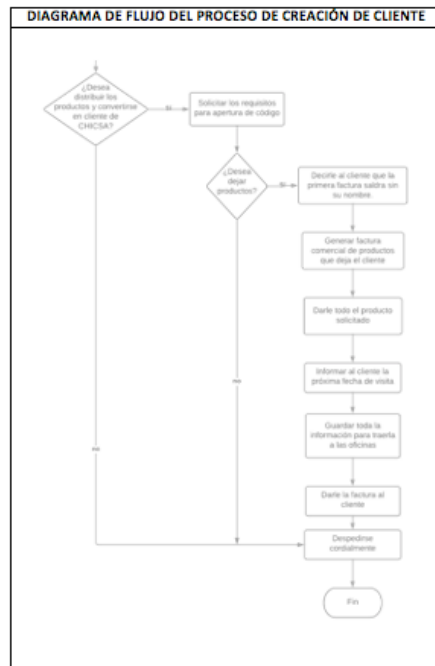 DIAGRAMA DE FLUJO DEL PROCESO DE CREACIÓN DE CLIENTE
¿Desea
distribuir los
productos y convertirse
en cliente de
CHICSA?
SI
Solicitar los requisitos
para apertura de código
¿Desea
dejar
productos?
SI
Decirle al cliente que la
primera factura saldra sin
su nombre.
Generar factura
comercial de productos
que deja el cliente
Darle todo el producto
solicitado
Informar al cliente la
próxima fecha de visita
NO
Guardar toda la
información para traerla
a las oficinas
NO
Darle la factura al
cliente
Despedirse
cordialmente
Fin